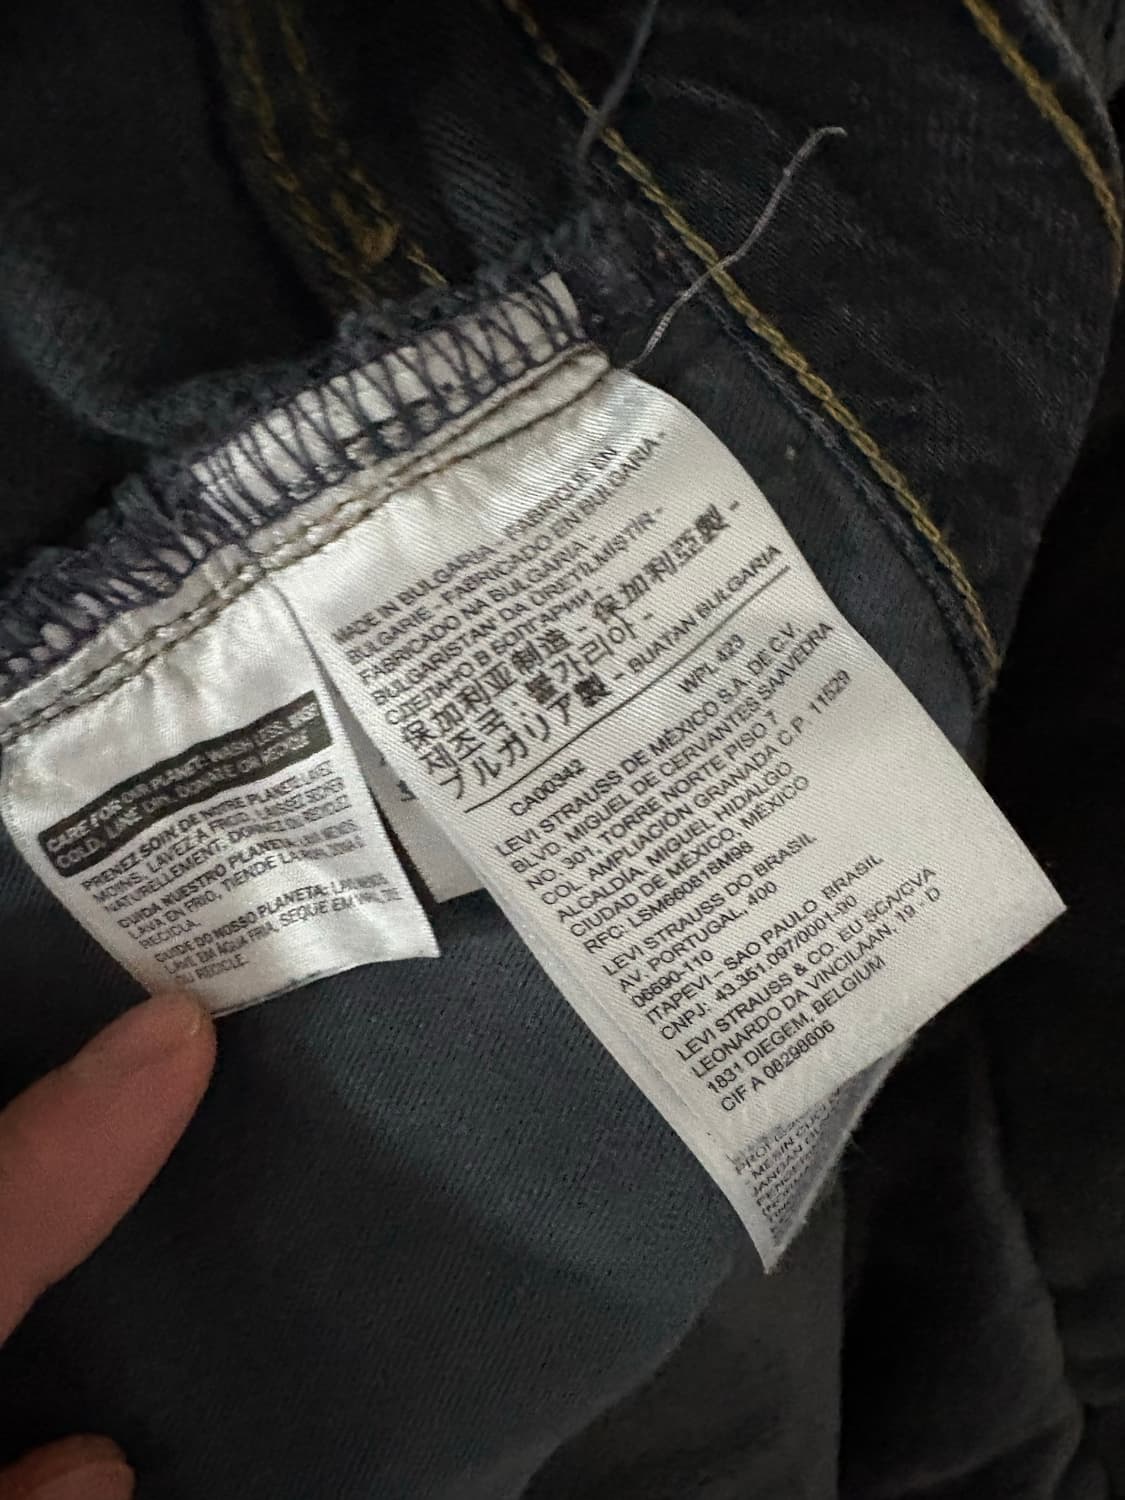 CARE FOR OUR PLANET: WASH LESS, WASH
COLD, LINE DRY, DONATE OR RECYCLE
PRENEZ SOIN DE NOTRE PLANÈTE: LAVEZ
MOINS, LAVEZ À FROID, LAISSEZ SÉCHER
NATURELLEMENT, DONNEZ OU RECYCLEZ
CUIDA NUESTRO PLANETA: LAVA MENOS
LAVA EN FRIO, TIENDE LA
RECICLA.
CUIDE DO NOSSO PLANETA: LAVE MENOS
LAVE EM ÁGUA FRIA, SEQUE EM
OU RECICLE.
MADE IN BULGARIA - FABRIQUÉ EN
BULGARIE - FABRICADO EN BULGARIA -
FABRICADO NA BULGÁRIA -
BULGARISTAN DA ÜRETİLMİŞTİR -
СДЕЛАНО В БОЛГАРИИ - 保加利亞製 -
保加利亚制造 - 불가리아 -
제조국:
ブルガリア製 - BUATAN BULGARIA
CA00342 WPL 423
LEVI STRAUSS DE MÉXICO S.A. DE C.V.
BLVD. MIGUEL DE CERVANTES SAAVEDRA
NO. 301, TORRE NORTE PISO 7
COL. AMPLIACIÓN GRANADA C.P. 11529
ALCALDÍA, MIGUEL HIDALGO
CIUDAD DE MÉXICO, MÉXICO
RFC: LSM660818M98
LEVI STRAUSS DO BRASIL
AV. PORTUGAL, 400
06690-110
ITAPEVI – SAO PAULO BRASIL
CNPJ: 43.351.097/0001-90
LEVI STRAUSS & CO. EU SCA/CVA
LEONARDO DA VINCILAAN, 19 - D
1831 DIEGEM, BELGIUM
CIF A 08298606
MESIN CUCI
JANGAN